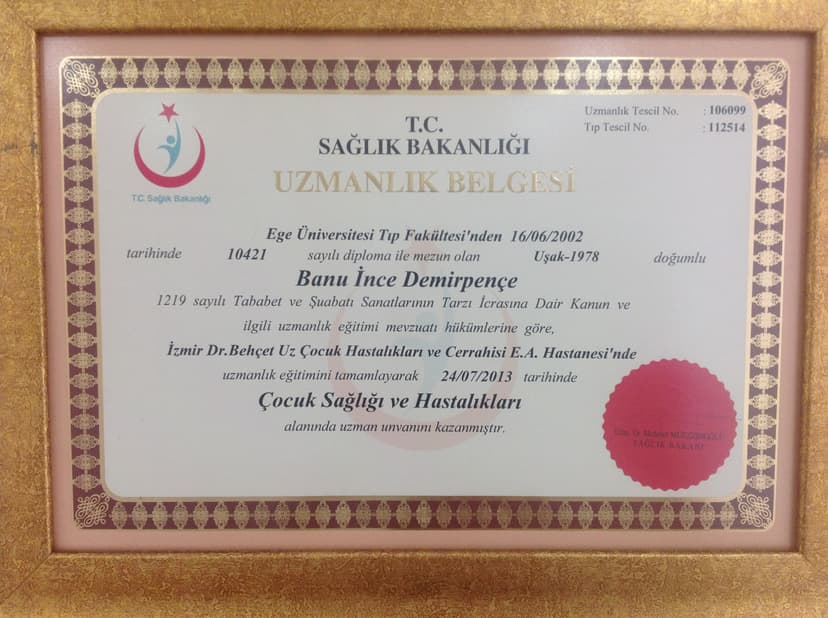 Uzmanlık Tescil No. : 106099
Tıp Tescil No. : 112514
T.C.
SAĞLIK BAKANLIĞI
UZMANLIK BELGESİ
T.C. Sağlık Bakanlığı
Ege Üniversitesi Tıp Fakültesi'nden 16/06/2002
tarihinde 10421 sayılı diploma ile mezun olan Uşak-1978 doğumlu
Banu İnce Demirpençe
1219 sayılı Tababet ve Şuabatı Sanatlarının Tarzı İcrasına Dair Kanun ve
ilgili uzmanlık eğitimi mevzuatı hükümlerine göre,
İzmir Dr.Behçet Uz Çocuk Hastalıkları ve Cerrahisi E.A. Hastanesi'nde
uzmanlık eğitimini tamamlayarak 24/07/2013 tarihinde
Çocuk Sağlığı ve Hastalıkları
alanında uzman unvanını kazanmıştır.
Dr. Mehmet
SAĞLIK BAKANI